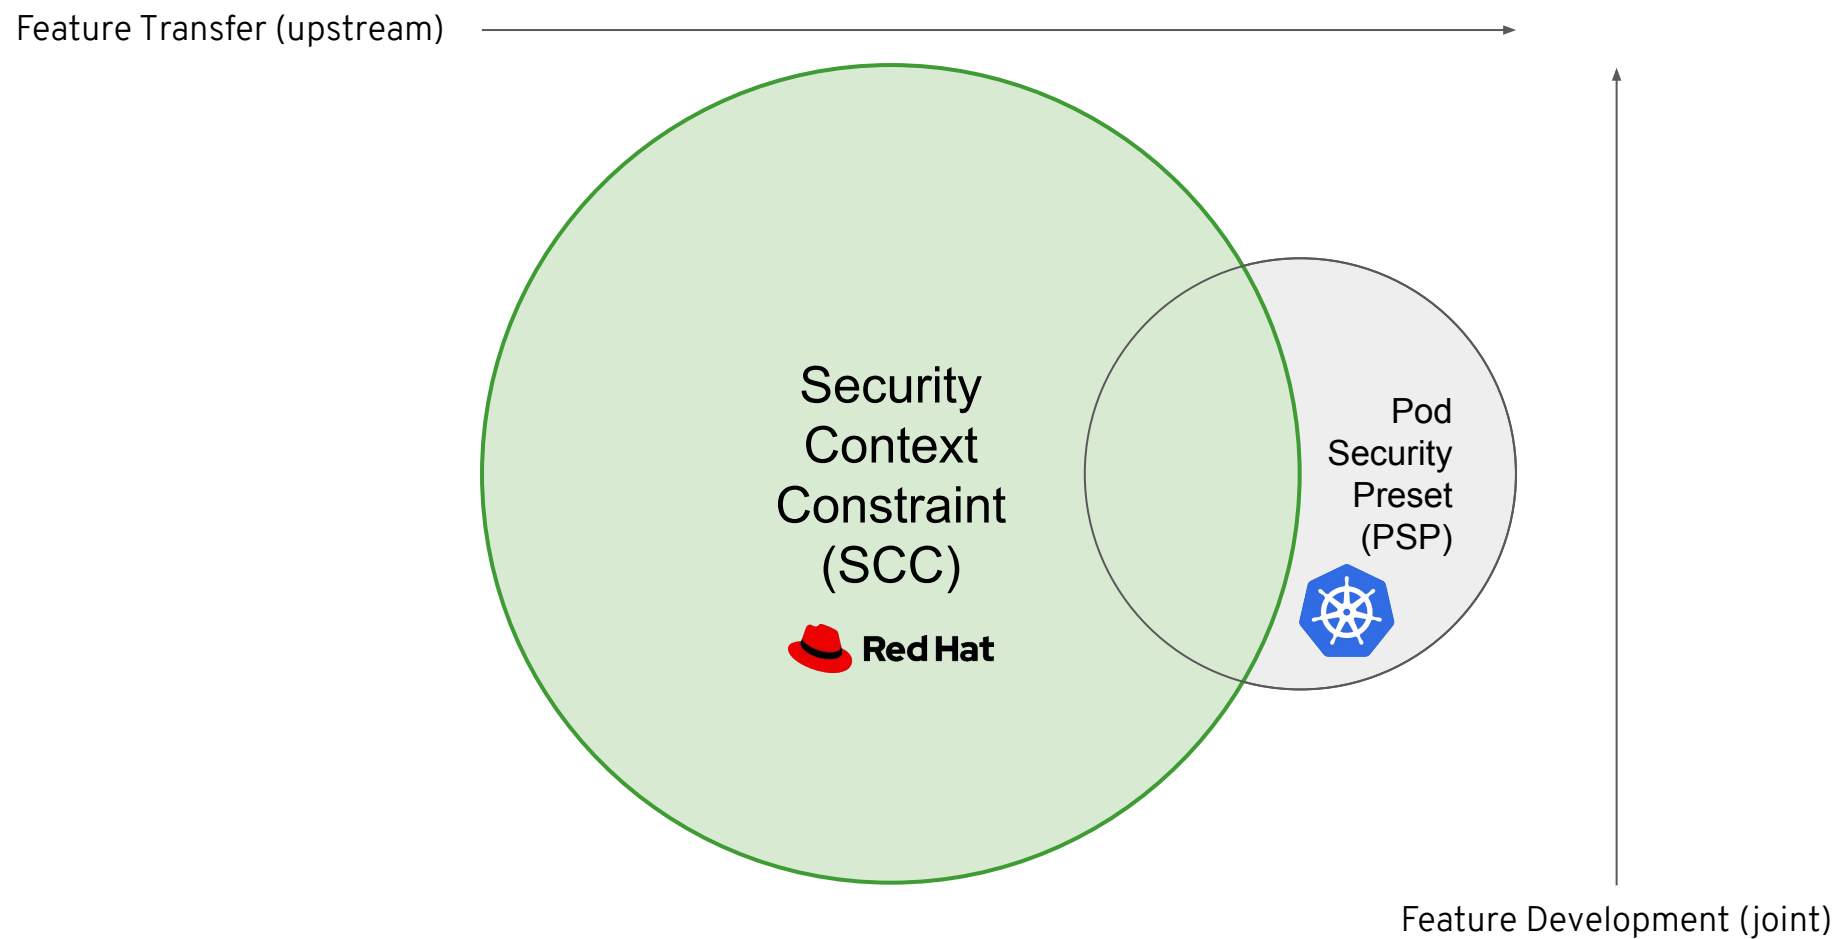 Feature Transfer (upstream)
Security
Context
Constraint
(SCC)
Red Hat
Pod
Security
Preset
(PSP)
Feature Development (joint)